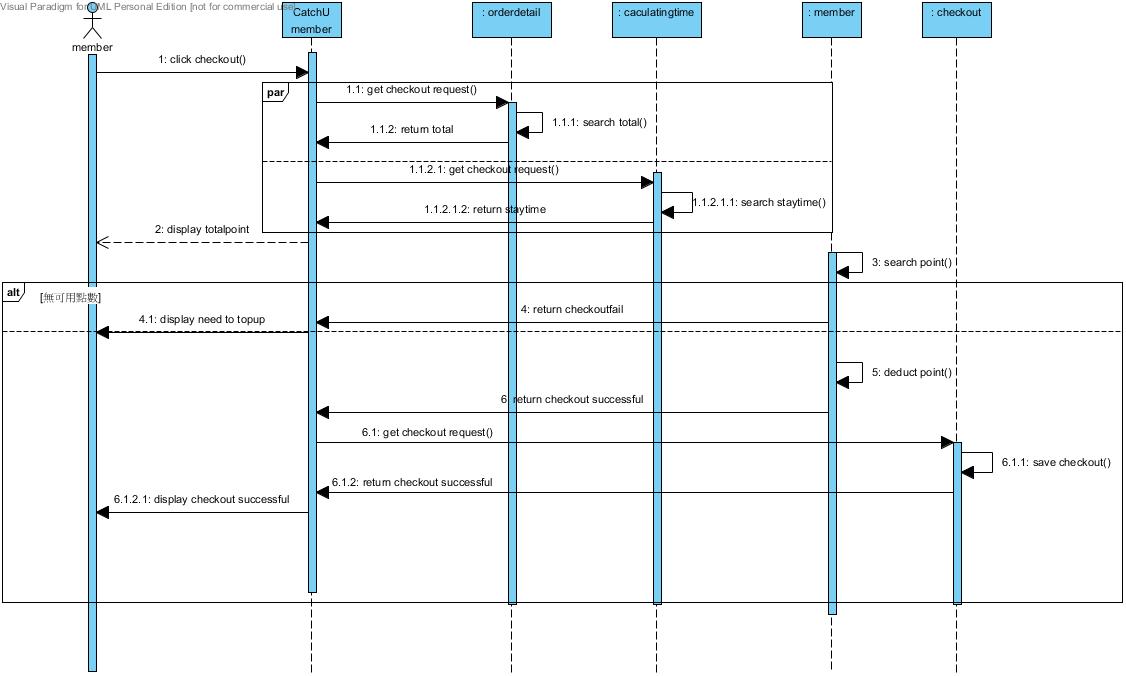 Visual Paradigm for UML Personal Edition [not for commercial use]
CatchU
member
: orderdetail
: caculatingtime
: member
: checkout
member
1: click checkout()
par
1.1: get checkout request()
1.1.1: search total()
1.1.2: return total
1.1.2.1: get checkout request()
1.1.2.1.1: search staytime()
1.1.2.1.2: return staytime
2: display totalpoint
3: search point()
alt
[無可用點數]
4: return checkoutfail
4.1: display need to topup
5: deduct point()
6: return checkout successful
6.1: get checkout request()
6.1.1: save checkout()
6.1.2: return checkout successful
6.1.2.1: display checkout successful